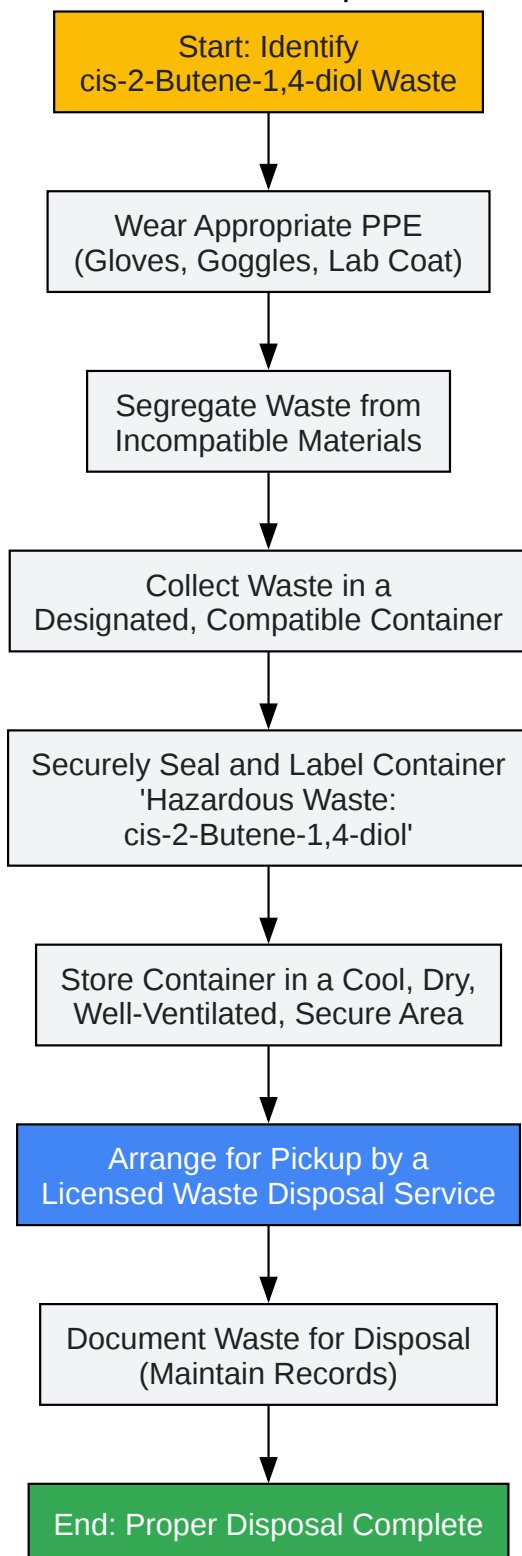 Start: Identify
cis-2-Butene-1,4-diol Waste
Wear Appropriate PPE
(Gloves, Goggles, Lab Coat)
Segregate Waste from
Incompatible Materials
Collect Waste in a
Designated, Compatible Container
Securely Seal and Label Container
'Hazardous Waste:
cis-2-Butene-1,4-diol'
Store Container in a Cool, Dry,
Well-Ventilated, Secure Area
Arrange for Pickup by a
Licensed Waste Disposal Service
Document Waste for Disposal
(Maintain Records)
End: Proper Disposal Complete